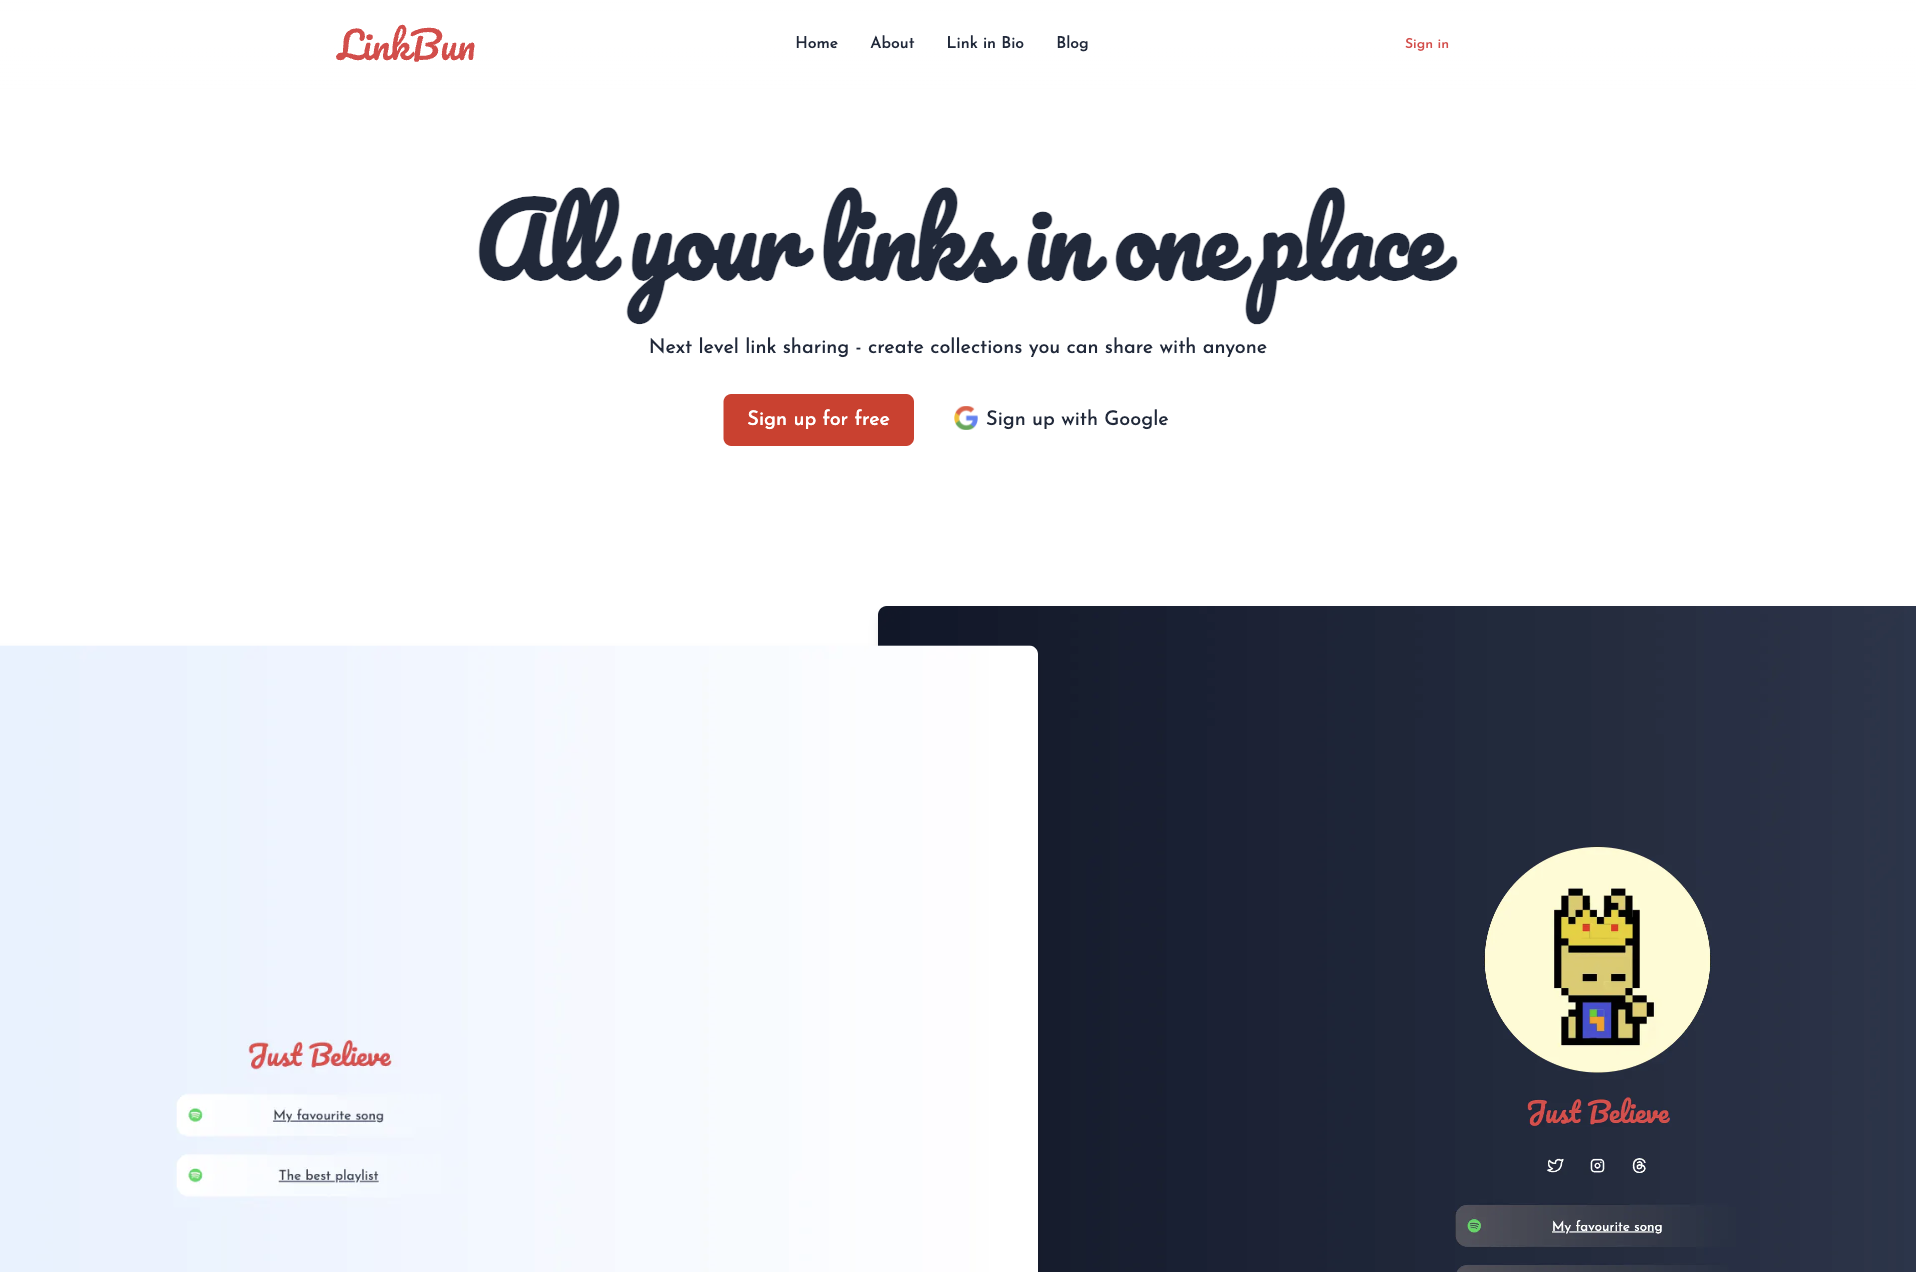 LinkBun
Home About Link in Bio Blog
Sign in
All your links in one place
Next level link sharing - create collections you can share with anyone
Sign up for free
Sign up with Google
Just Believe
My favourite song
The best playlist
Just Believe
My favourite song